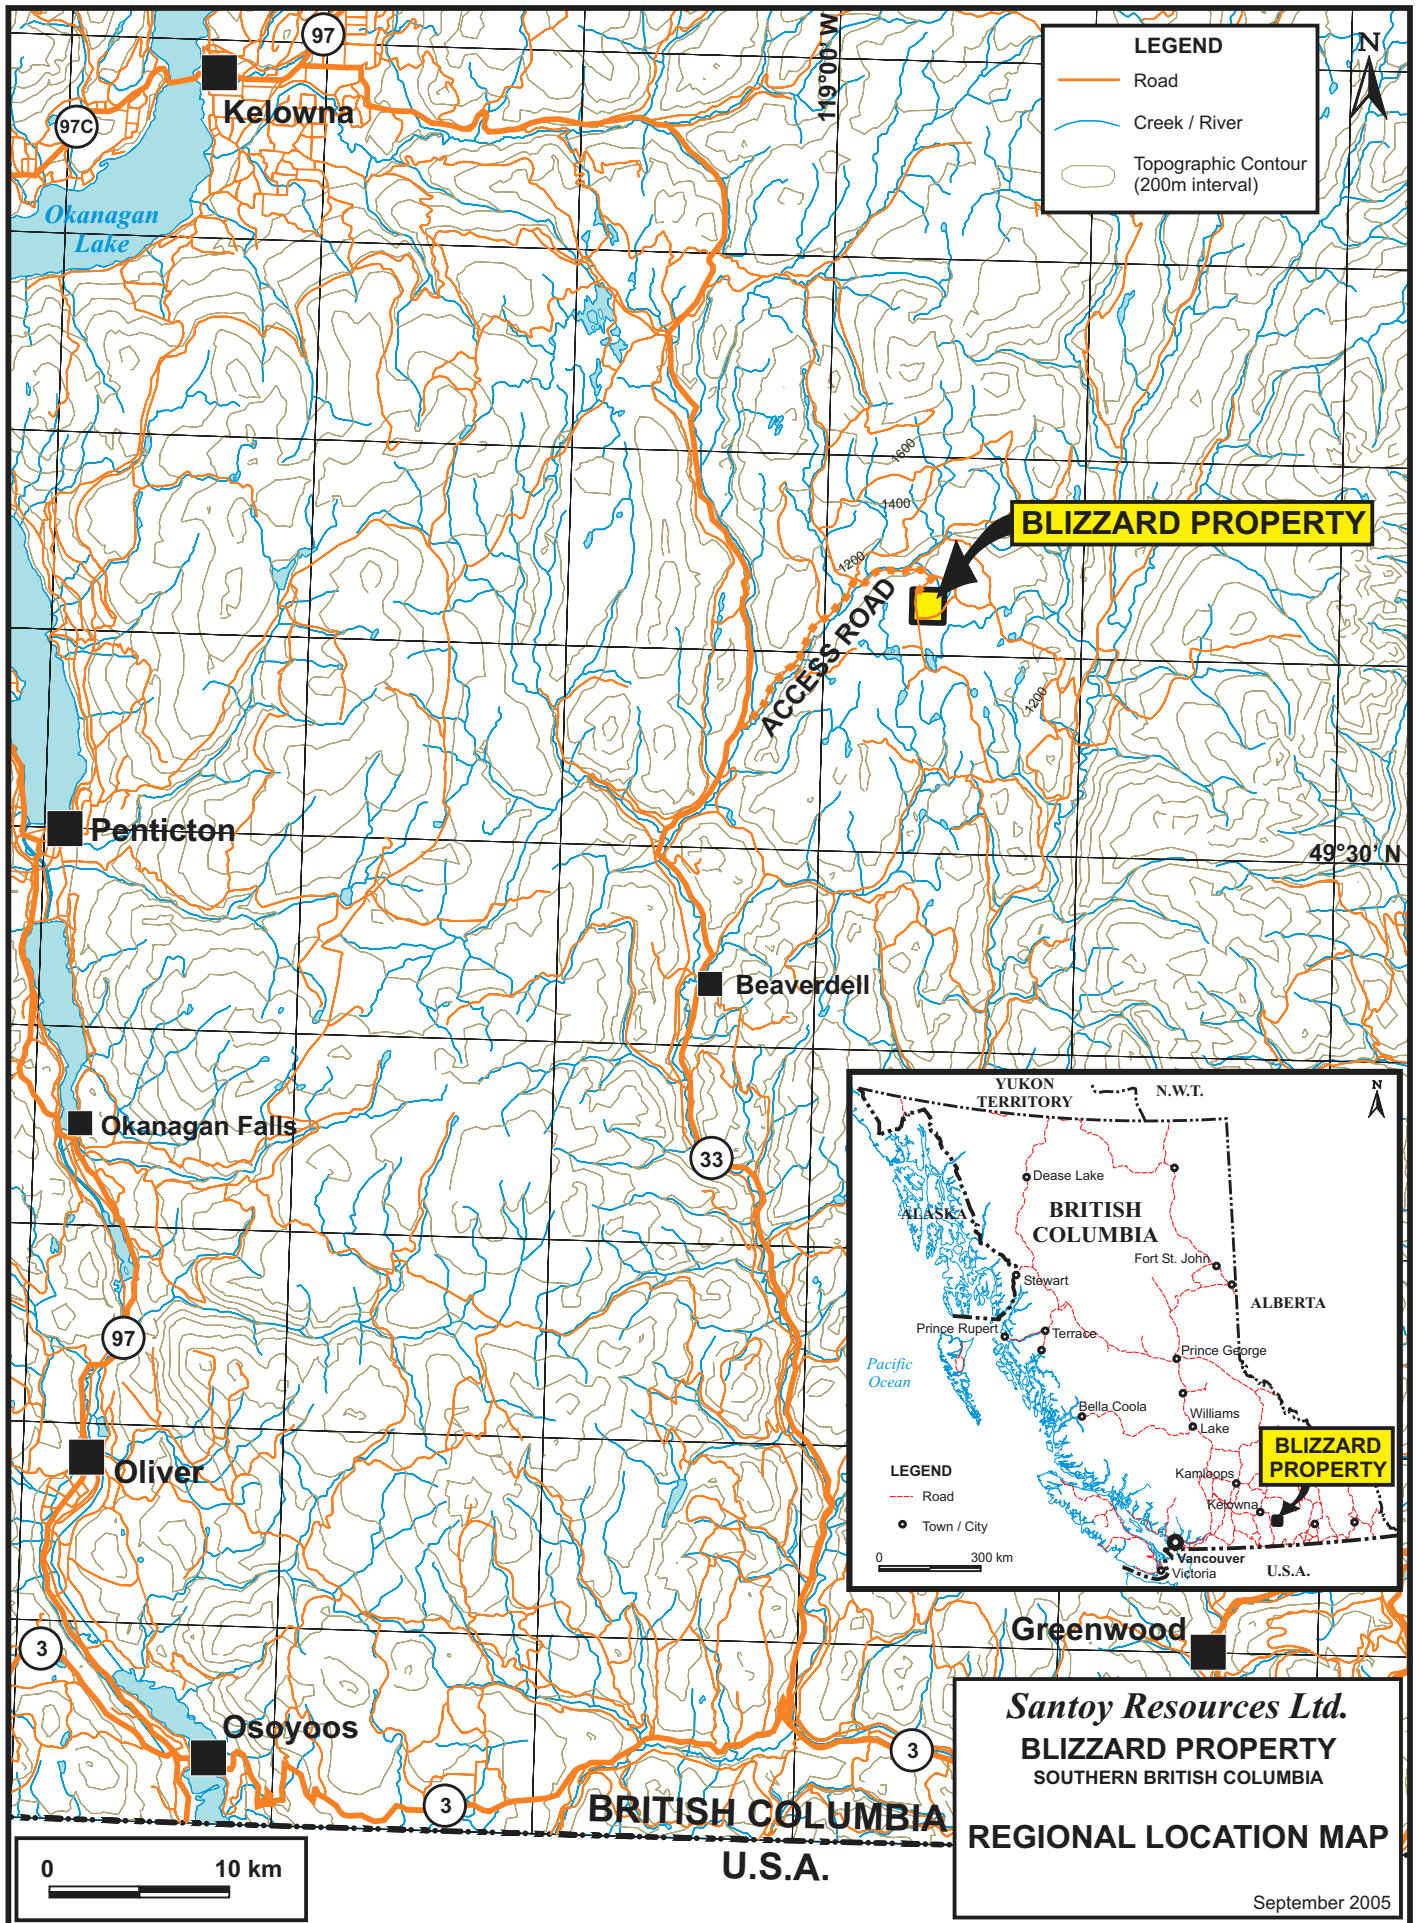 97
Kelowna
97C
Okanagan
Lake
119°00' W
LEGEND
Road
Creek / River
Topographic Contour
(200m interval)
N
1600
1400
1200
BLIZZARD PROPERTY
ACCESS ROAD
1200
Penticton
49°30' N
Beaverdell
Okanagan Falls
33
97
Oliver
3
Osoyoos
3
3
Greenwood
BRITISH COLUMBIA
U.S.A.
0 10 km
YUKON
TERRITORY
N.W.T.
N
Dease Lake
ALASKA
BRITISH
COLUMBIA
Fort St. John
Stewart
ALBERTA
Prince Rupert
Terrace
Prince George
Pacific
Ocean
Bella Coola
Williams
Lake
BLIZZARD
PROPERTY
LEGEND
Road
Town / City
Kamloops
Kelowna
0 300 km
Vancouver
Victoria
U.S.A.
Santoy Resources Ltd.
BLIZZARD PROPERTY
SOUTHERN BRITISH COLUMBIA
REGIONAL LOCATION MAP
September 2005